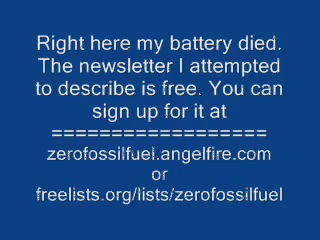 Right here my battery died.
The newsletter I attempted
to describe is free. You can
sign up for it at
==================
zerofossilfuel.angelfire.com
or
freelists.org/lists/zerofossilfuel